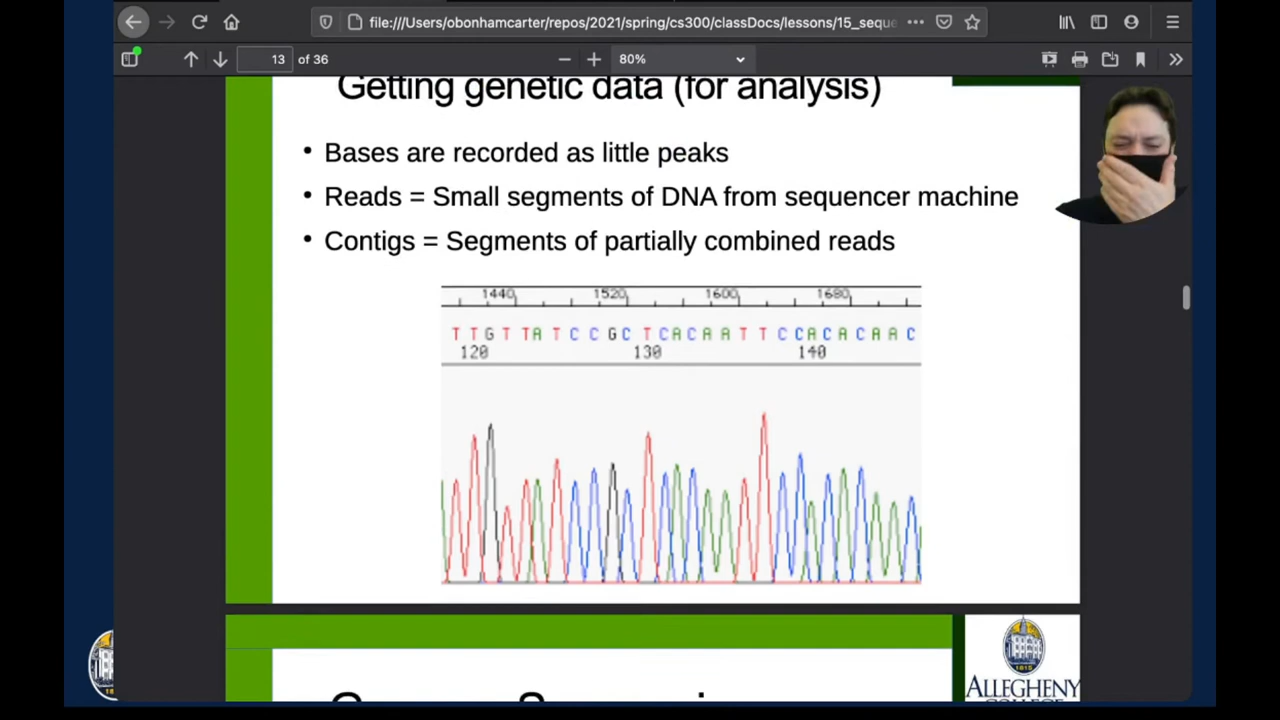 file:///Users/obonhamcarter/repos/2021/spring/cs300/classDocs/lessons/15_seque
13 of 36
80%
Getting genetic data (for analysis)
• Bases are recorded as little peaks
• Reads = Small segments of DNA from sequencer machine
• Contigs = Segments of partially combined reads
1440 1520 1600 1680
T T G T T A T C C G C T C A C A A T T C C A C A C A A C
120 130 140
ALLEGHENY